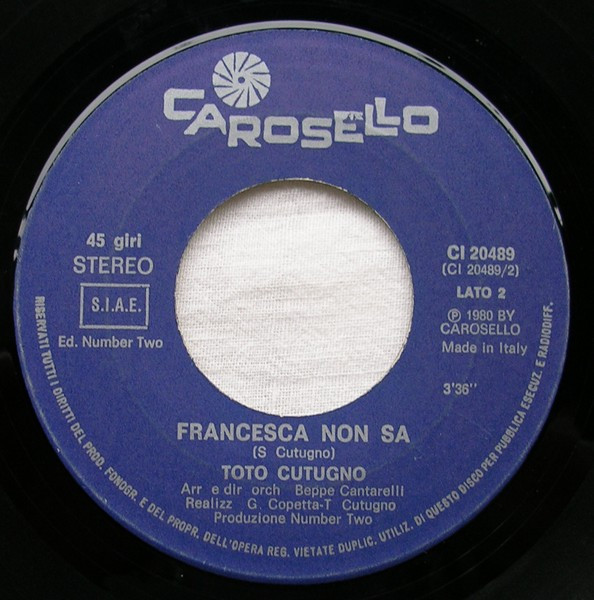 CAROSELLO
45 giri
STEREO
S.I.A.E.
Ed. Number Two
CI 20489
(CI 20489/2)
LATO 2
℗ 1980 BY
CAROSELLO
Made in Italy
3'36''
FRANCESCA NON SA
(S Cutugno)
TOTO CUTUGNO
Arr e dir orch Beppe Cantarelli
Realizz G. Copetta-T Cutugno
Produzione Number Two
RISERVATI TUTTI I DIRITTI DEL PROD. FONOGR. E DEL PROPR. DELL'OPERA REG. VIETATE DUPLIC. UTILIZ. DI QUESTO DISCO PER PUBBLICA ESECUZ. E RADIODIFF.